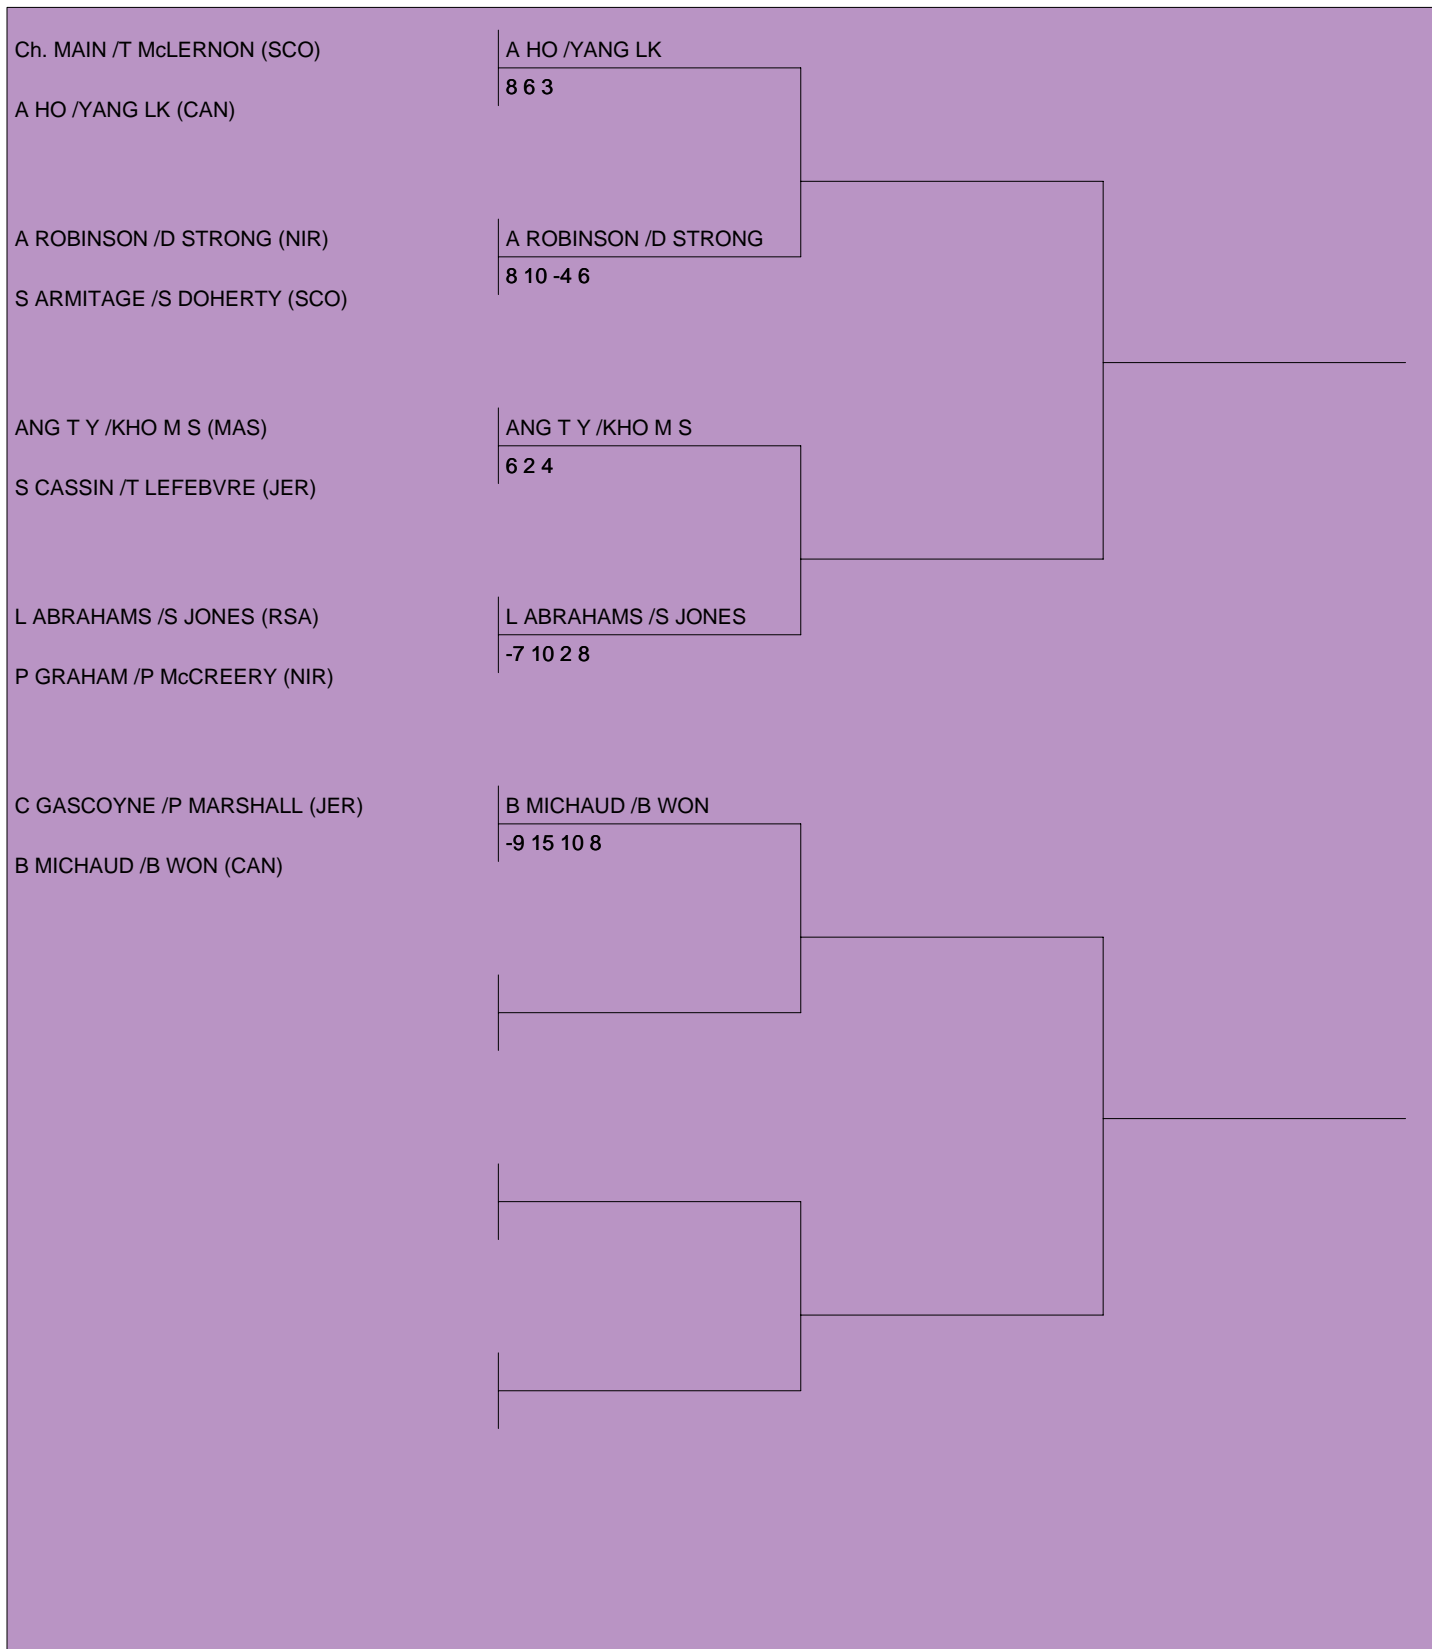 Ch. MAIN /T McLERNON (SCO)
A HO /YANG LK
8 6 3
A HO /YANG LK (CAN)
A ROBINSON /D STRONG (NIR)
A ROBINSON /D STRONG
8 10 -4 6
S ARMITAGE /S DOHERTY (SCO)
ANG T Y /KHO M S (MAS)
ANG T Y /KHO M S
6 2 4
S CASSIN /T LEFEBVRE (JER)
L ABRAHAMS /S JONES (RSA)
L ABRAHAMS /S JONES
-7 10 2 8
P GRAHAM /P McCREERY (NIR)
C GASCOYNE /P MARSHALL (JER)
B MICHAUD /B WON
-9 15 10 8
B MICHAUD /B WON (CAN)